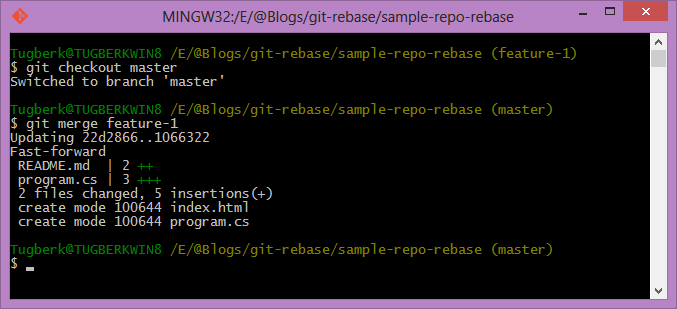 MINGW32:/E/@Blogs/git-rebase/sample-repo-rebase
Tugberk@TUGBERKWIN8 /E/@Blogs/git-rebase/sample-repo-rebase (feature-1)
$ git checkout master
Switched to branch 'master'
Tugberk@TUGBERKWIN8 /E/@Blogs/git-rebase/sample-repo-rebase (master)
$ git merge feature-1
Updating 22d2866..1066322
Fast-forward
 README.md  | 2 ++
 program.cs | 3 +++
 2 files changed, 5 insertions(+)
 create mode 100644 index.html
 create mode 100644 program.cs
Tugberk@TUGBERKWIN8 /E/@Blogs/git-rebase/sample-repo-rebase (master)
$